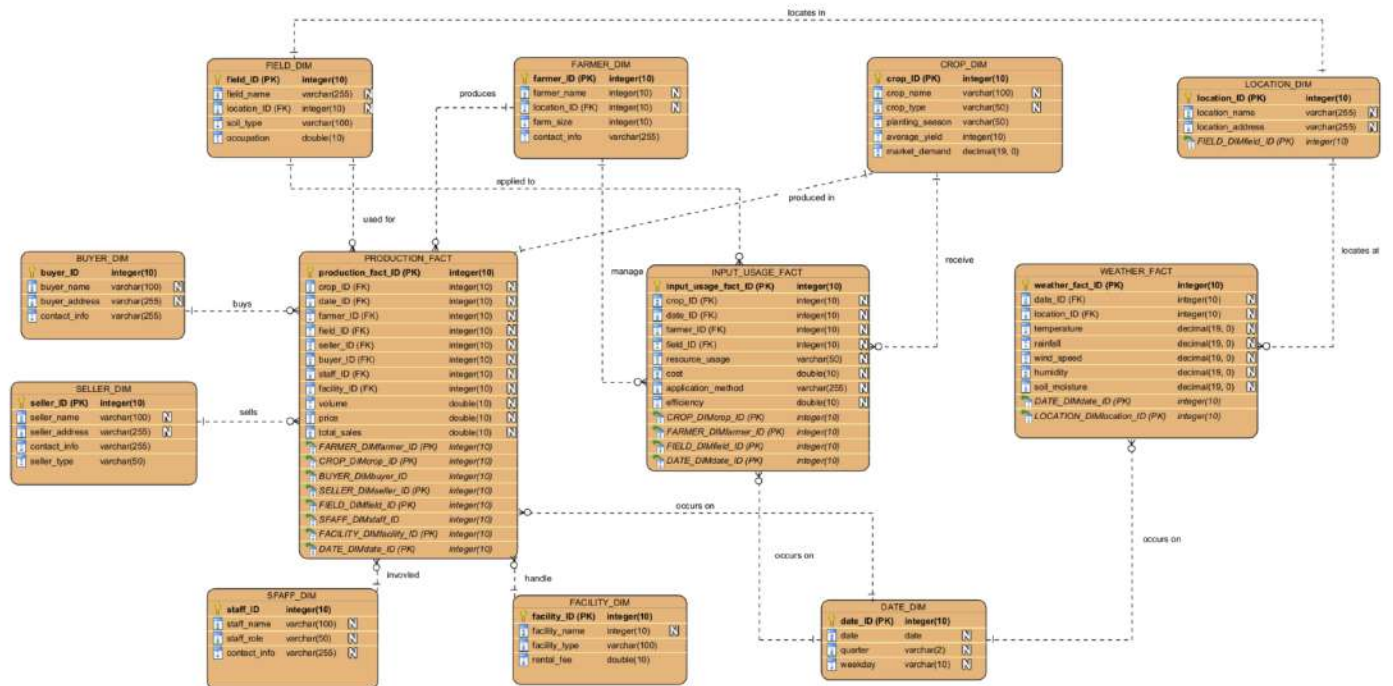 locates in
FIELD_DIM
field_ID (PK) integer(10)
field_name varchar(255) N
location_ID (FK) integer(10) N
soil_type varchar(100)
occupation double(10)
FARMER_DIM
farmer_ID (PK) integer(10)
farmer_name integer(10) N
location_ID (FK) integer(10) N
farm_size integer(10)
contact_info varchar(255)
CROP_DIM
crop_ID (PK) integer(10)
crop_name varchar(100) N
crop_type varchar(50) N
planting_season varchar(50)
average_yield integer(10)
market_demand decimal(19, 0)
LOCATION_DIM
location_ID (PK) integer(10)
location_name varchar(255) N
location_address varchar(255) N
FIELD_DIMfield_ID (PK) integer(10)
produces
applied to
produced in
used for
manage
receive
locates at
BUYER_DIM
buyer_ID integer(10)
buyer_name varchar(100) N
buyer_address varchar(255) N
contact_info varchar(255)
buys
SELLER_DIM
seller_ID (PK) integer(10)
seller_name varchar(100) N
seller_address varchar(255) N
contact_info varchar(255)
seller_type varchar(50)
sells
PRODUCTION_FACT
production_fact_ID (PK) integer(10)
crop_ID (FK) integer(10) N
date_ID (FK) integer(10) N
farmer_ID (FK) integer(10) N
field_ID (FK) integer(10) N
seller_ID (FK) integer(10) N
buyer_ID (FK) integer(10) N
staff_ID (FK) integer(10) N
facility_ID (FK) integer(10) N
volume double(10) N
price double(10) N
total_sales double(10) N
FARMER_DIMfarmer_ID (PK) integer(10)
CROP_DIMcrop_ID (PK) integer(10)
BUYER_DIMbuyer_ID integer(10)
SELLER_DIMseller_ID (PK) integer(10)
FIELD_DIMfield_ID (PK) integer(10)
SFAFF_DIMstaff_ID integer(10)
FACILITY_DIMfacility_ID (PK) integer(10)
DATE_DIMdate_ID (PK) integer(10)
INPUT_USAGE_FACT
input_usage_fact_ID (PK) integer(10)
crop_ID (FK) integer(10) N
date_ID (FK) integer(10) N
farmer_ID (FK) integer(10) N
field_ID (FK) integer(10) N
resource_usage varchar(50) N
cost double(10) N
application_method varchar(255) N
efficiency double(10) N
CROP_DIMcrop_ID (PK) integer(10)
FARMER_DIMfarmer_ID (PK) integer(10)
FIELD_DIMfield_ID (PK) integer(10)
DATE_DIMdate_ID (PK) integer(10)
WEATHER_FACT
weather_fact_ID (PK) integer(10)
date_ID (FK) integer(10) N
location_ID (FK) integer(10) N
temperature decimal(19, 0) N
rainfall decimal(19, 0) N
wind_speed decimal(19, 0) N
humidity decimal(19, 0) N
soil_moisture decimal(19, 0) N
DATE_DIMdate_ID (PK) integer(10)
LOCATION_DIMlocation_ID (PK) integer(10)
occurs on
occurs on
occurs on
invovled
handle
SFAFF_DIM
staff_ID integer(10)
staff_name varchar(100) N
staff_role varchar(50) N
contact_info varchar(255) N
FACILITY_DIM
facility_ID (PK) integer(10)
facility_name integer(10) N
facility_type varchar(100)
rental_fee double(10)
DATE_DIM
date_ID (PK) integer(10)
date date N
quarter varchar(2) N
weekday varchar(10) N